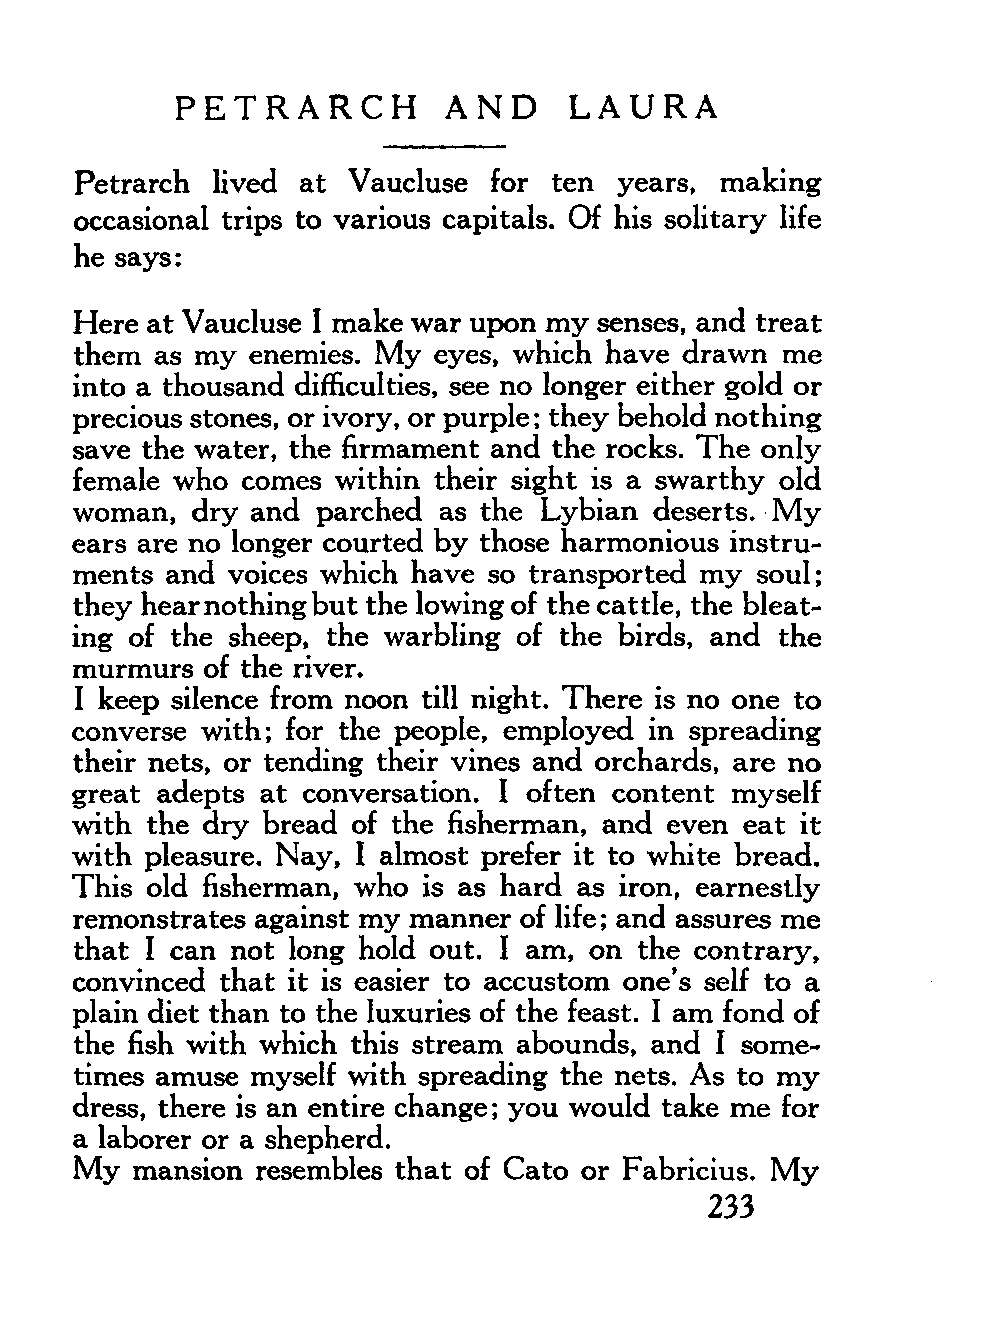 PETRARCH AND LAURA
Petrarch lived at Vaucluse for ten years, making
occasional trips to various capitals. Of his solitary life
he says:
Here at Vaucluse I make war upon my senses, and treat
them as my enemies. My eyes, which have drawn me
into a thousand difficulties, see no longer either gold or
precious stones, or ivory, or purple; they behold nothing
save the water, the firmament and the rocks. The only
female who comes within their sight is a swarthy old
woman, dry and parched as the Lybian deserts. My
ears are no longer courted by those harmonious instru-
ments and voices which have so transported my soul;
they hear nothing but the lowing of the cattle, the bleat-
ing of the sheep, the warbling of the birds, and the
murmurs of the river.
I keep silence from noon till night. There is no one to
converse with; for the people, employed in spreading
their nets, or tending their vines and orchards, are no
great adepts at conversation. I often content myself
with the dry bread of the fisherman, and even eat it
with pleasure. Nay, I almost prefer it to white bread.
This old fisherman, who is as hard as iron, earnestly
remonstrates against my manner of life; and assures me
that I can not long hold out. I am, on the contrary,
convinced that it is easier to accustom one's self to a
plain diet than to the luxuries of the feast. I am fond of
the fish with which this stream abounds, and I some-
times amuse myself with spreading the nets. As to my
dress, there is an entire change; you would take me for
a laborer or a shepherd.
My mansion resembles that of Cato or Fabricius. My
233